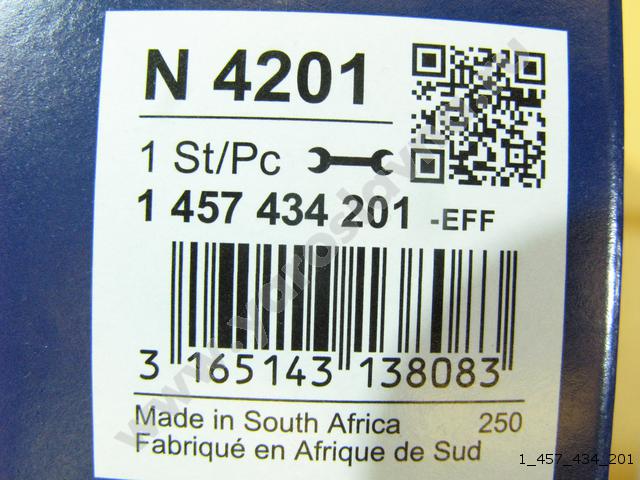 N 4201
1 St/Pc
1 457 434 201 -EFF
3 165143 138083
Made in South Africa 250
Fabriqué en Afrique de Sud
1_457_434_201